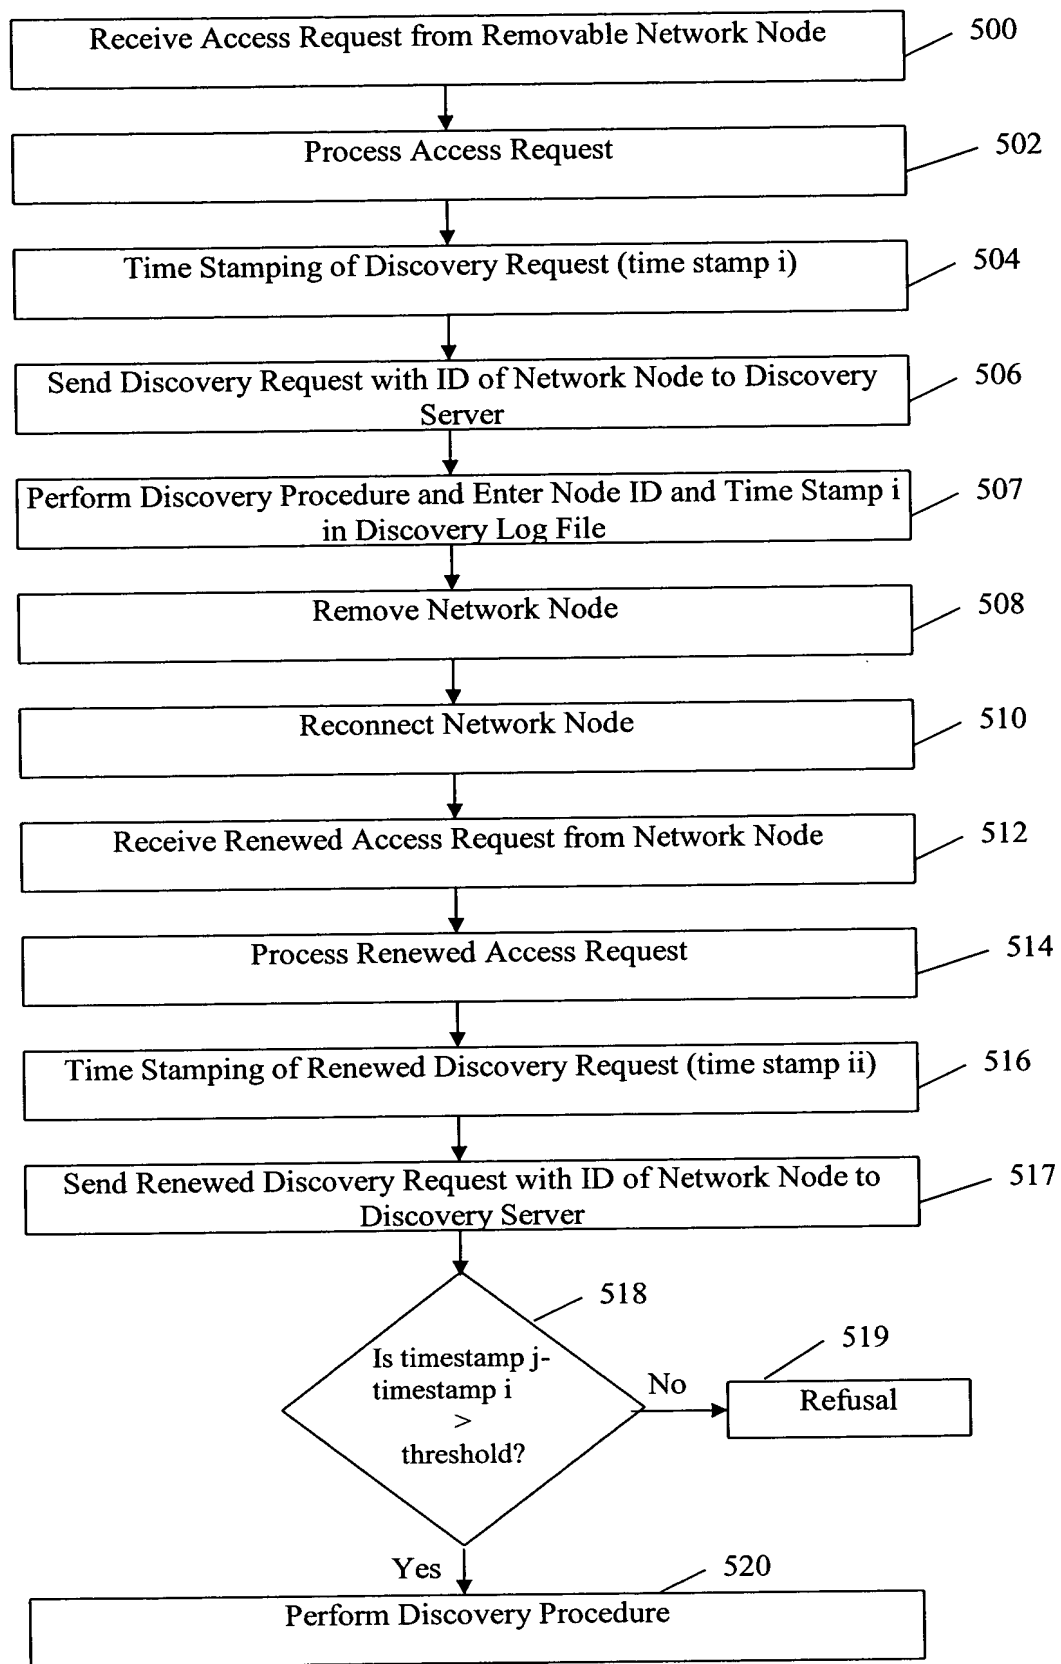 Receive Access Request from Removable Network Node
500
Process Access Request
502
Time Stamping of Discovery Request (time stamp i)
504
Send Discovery Request with ID of Network Node to Discovery
Server
506
Perform Discovery Procedure and Enter Node ID and Time Stamp i
in Discovery Log File
507
Remove Network Node
508
Reconnect Network Node
510
Receive Renewed Access Request from Network Node
512
Process Renewed Access Request
514
Time Stamping of Renewed Discovery Request (time stamp ii)
516
Send Renewed Discovery Request with ID of Network Node to
Discovery Server
517
518
Is timestamp j-
timestamp i
>
threshold?
No
519
Refusal
Yes
520
Perform Discovery Procedure